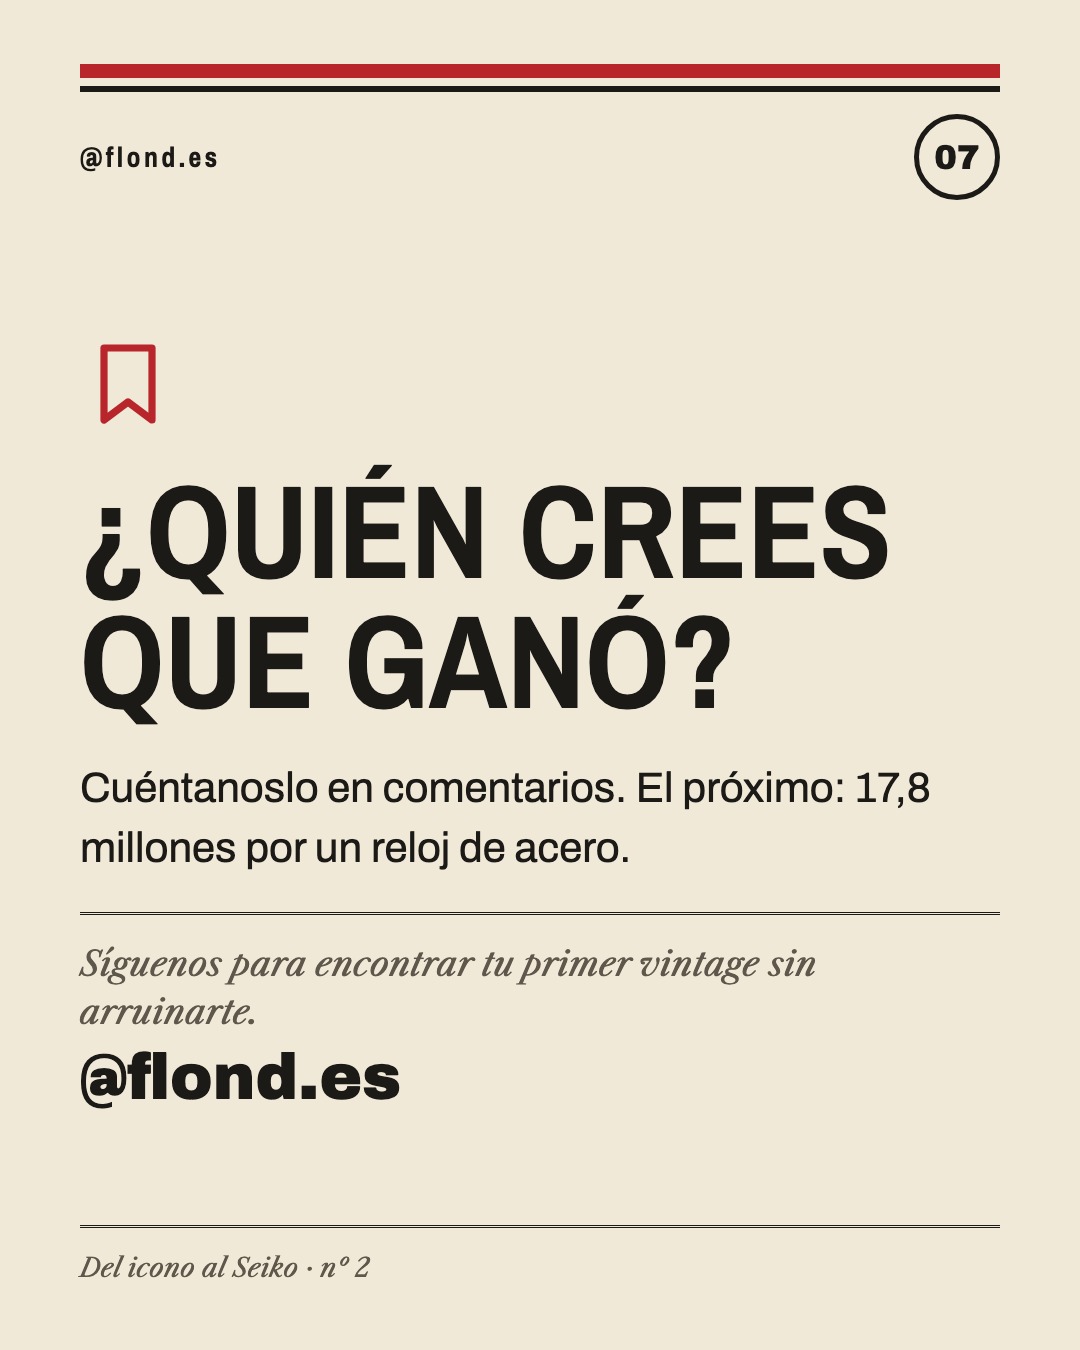 @flond.es
07
¿QUIÉN CREES
QUE GANÓ?
Cuéntanoslo en comentarios. El próximo: 17,8
millones por un reloj de acero.
Síguenos para encontrar tu primer vintage sin
arruinarte.
@flond.es
Del icono al Seiko · nº 2